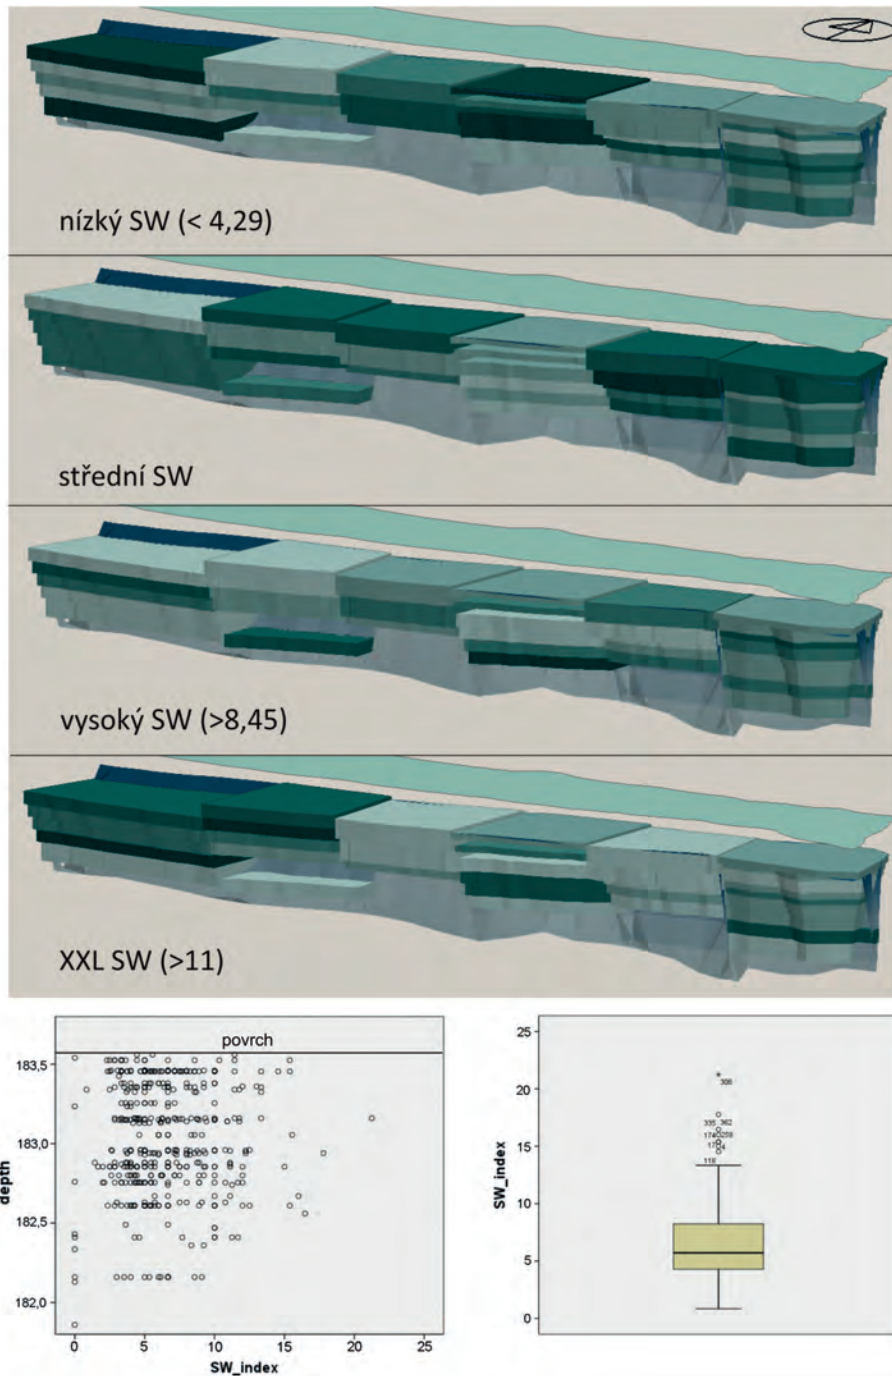 nízký SW (< 4,29)
střední SW
vysoký SW (>8,45)
XXL SW (>11)
povrch
183,5
183,0
182,5
182,0
depth
0 5 10 15 20 25
SW_index
25
20
15
10
5
0
SW_index
308
335 362
118